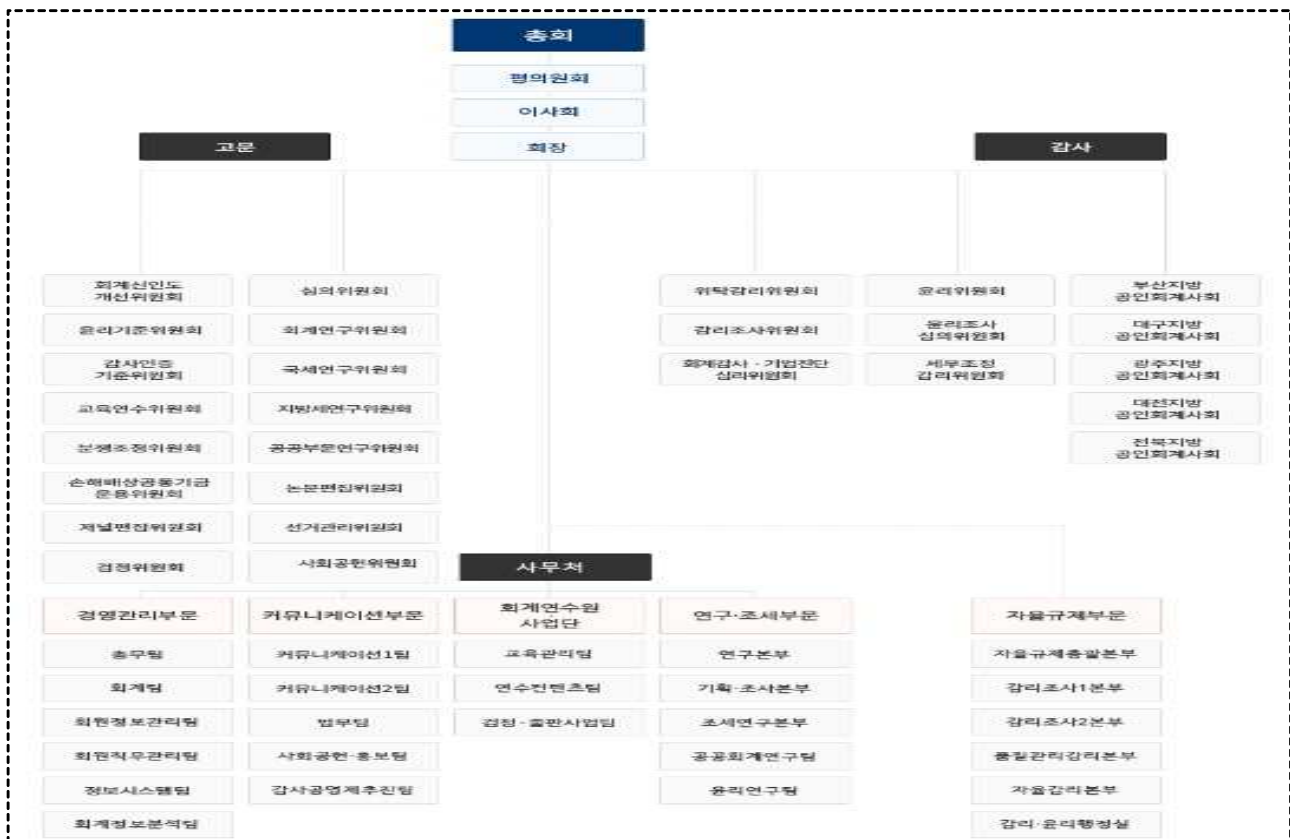 총회
평의원회
이사회
고문
회장
감사
회계신인도
개선위원회
윤리기준위원회
감사인증
기준위원회
교육연수위원회
분쟁조정위원회
손해배상공동기금
운용위원회
저널편집위원회
검정위원회
심의위원회
회계연구위원회
국세연구위원회
지방세연구위원회
공공부문연구위원회
논문편집위원회
선거관리위원회
사회공헌위원회
위탁감리위원회
감리조사위원회
회계감사·기업진단
심리위원회
윤리위원회
윤리조사
심의위원회
세무조정
감리위원회
부산지방
공인회계사회
대구지방
공인회계사회
광주지방
공인회계사회
대전지방
공인회계사회
전북지방
공인회계사회
사무처
경영관리부문
총무팀
회계팀
회원정보관리팀
회원직무관리팀
정보시스템팀
회계정보분석팀
커뮤니케이션부문
커뮤니케이션1팀
커뮤니케이션2팀
법무팀
사회공헌·홍보팀
감사공영제추진팀
회계연수원
사업단
교육관리팀
연수컨텐츠팀
검정·출판사업팀
연구·조세부문
연구본부
기획·조사본부
조세연구본부
공공회계연구팀
윤리연구팀
자율규제부문
자율규제총괄본부
감리조사1본부
감리조사2본부
품질관리감리본부
자율감리본부
감리·윤리행정실